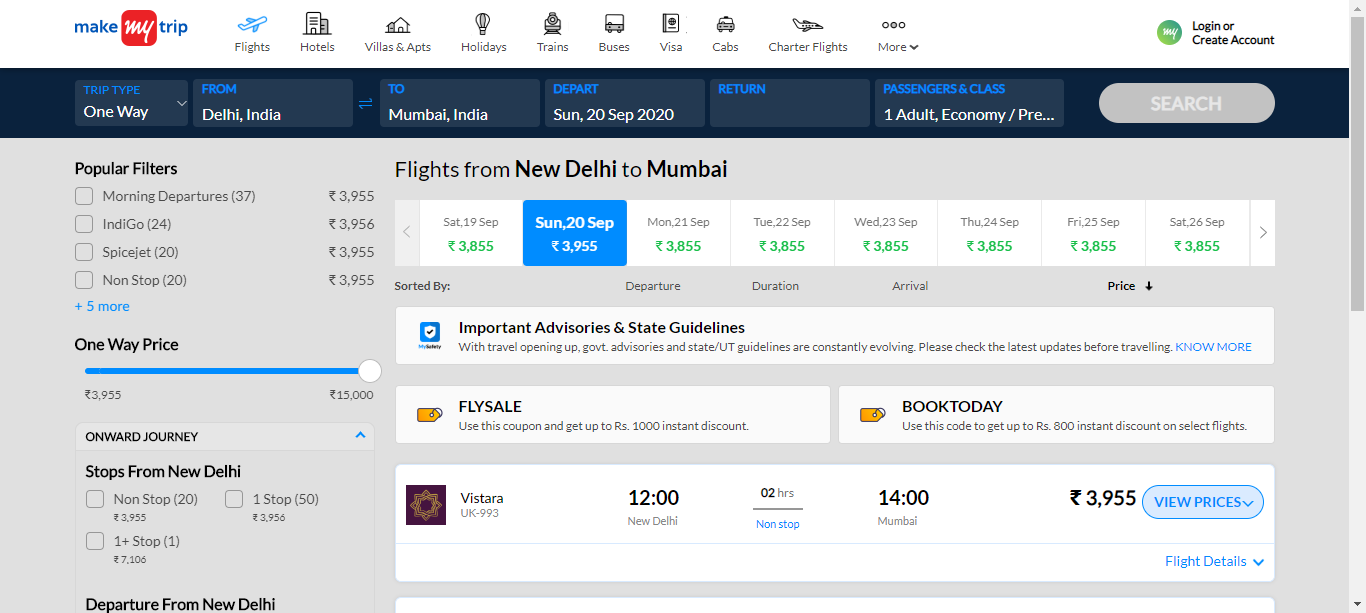 make my trip
Flights
Hotels
Villas & Apts
Holidays
Trains
Buses
Visa
Cabs
Charter Flights
More
my
Login or
Create Account
TRIP TYPE
One Way
FROM
Delhi, India
TO
Mumbai, India
DEPART
Sun, 20 Sep 2020
RETURN
PASSENGERS & CLASS
1 Adult, Economy / Pre...
SEARCH
Popular Filters
Morning Departures (37) ₹ 3,955
IndiGo (24) ₹ 3,956
Spicejet (20) ₹ 3,955
Non Stop (20) ₹ 3,955
+ 5 more
One Way Price
₹3,955 ₹15,000
ONWARD JOURNEY
Stops From New Delhi
Non Stop (20) 1 Stop (50)
₹ 3,955 ₹ 3,956
1+ Stop (1)
₹ 7,106
Departure From New Delhi
Flights from New Delhi to Mumbai
Sat,19 Sep
₹ 3,855
Sun,20 Sep
₹ 3,955
Mon,21 Sep
₹ 3,855
Tue,22 Sep
₹ 3,855
Wed,23 Sep
₹ 3,855
Thu,24 Sep
₹ 3,855
Fri,25 Sep
₹ 3,855
Sat,26 Sep
₹ 3,855
Sorted By: Departure Duration Arrival Price
MySafety
Important Advisories & State Guidelines
With travel opening up, govt. advisories and state/UT guidelines are constantly evolving. Please check the latest updates before travelling. KNOW MORE
FLYSALE
Use this coupon and get up to Rs. 1000 instant discount.
BOOKTODAY
Use this code to get up to Rs. 800 instant discount on select flights.
Vistara
UK-993
12:00
New Delhi
02 hrs
Non stop
14:00
Mumbai
₹ 3,955
VIEW PRICES
Flight Details